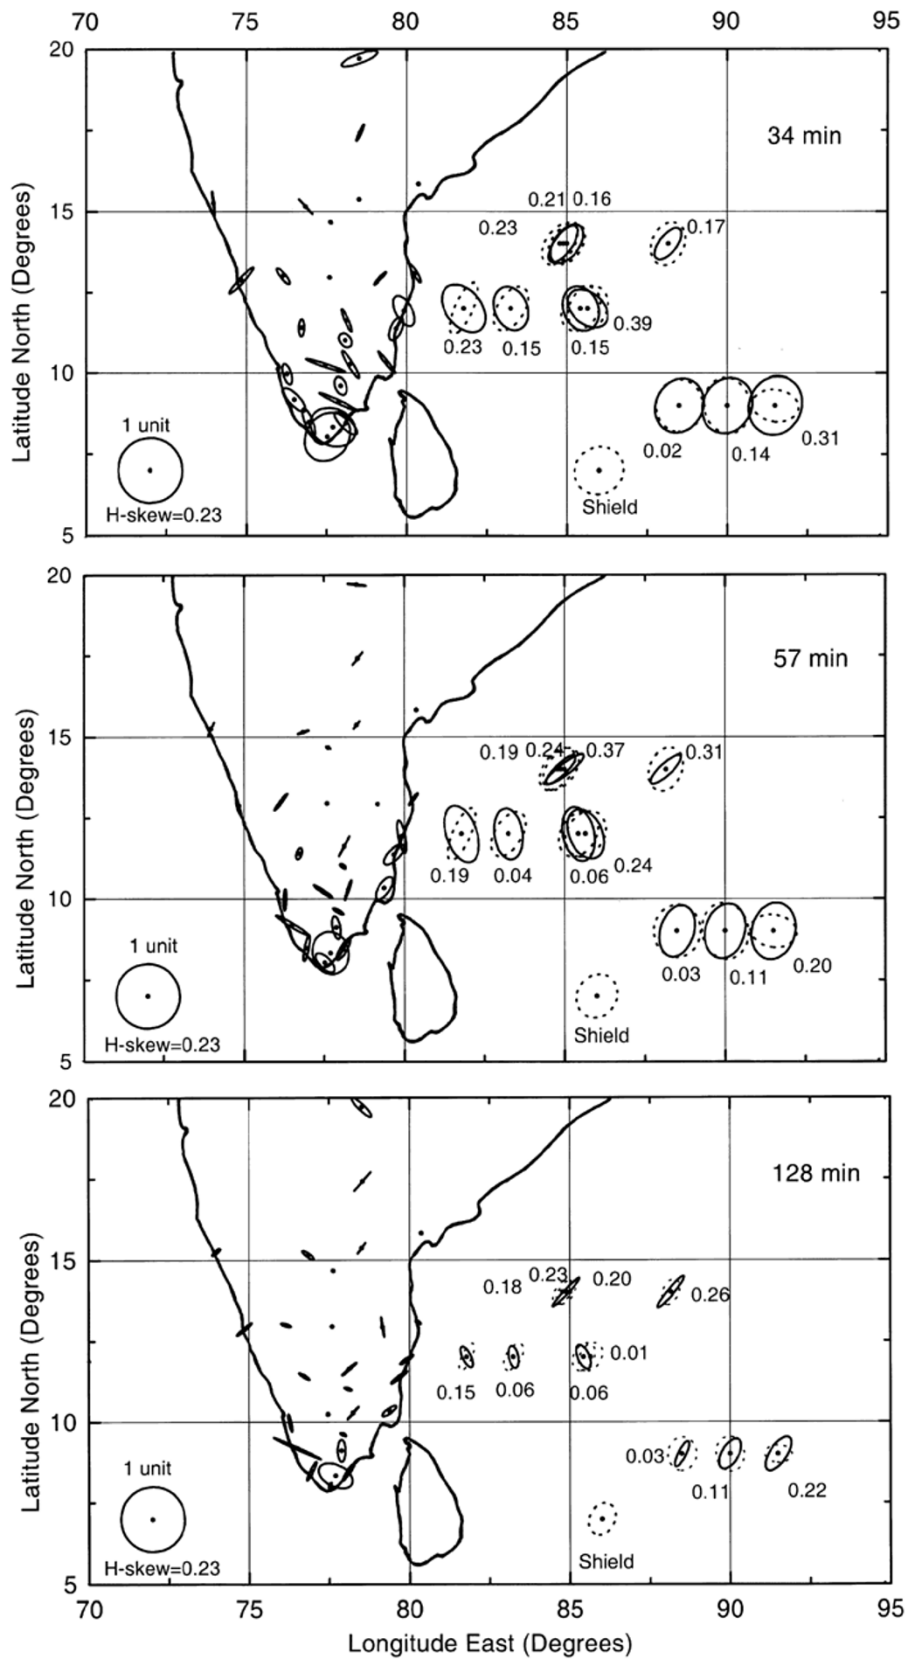 70 75 80 85 90 95
20
34 min
15
0.21 0.16
0.23
0.17
0.39
0.23 0.15 0.15
10
1 unit
0.02 0.14 0.31
H-skew=0.23
Shield
5
Latitude North (Degrees)
20
57 min
15
0.19 0.24 0.37 0.31
0.19 0.04 0.06 0.24
10
1 unit
0.03 0.11 0.20
H-skew=0.23
Shield
5
Latitude North (Degrees)
20
128 min
15
0.18 0.23 0.20 0.26
0.01
0.15 0.06 0.06
10
1 unit
0.03
0.11 0.22
H-skew=0.23
Shield
5
Latitude North (Degrees)
70 75 80 85 90 95
Longitude East (Degrees)